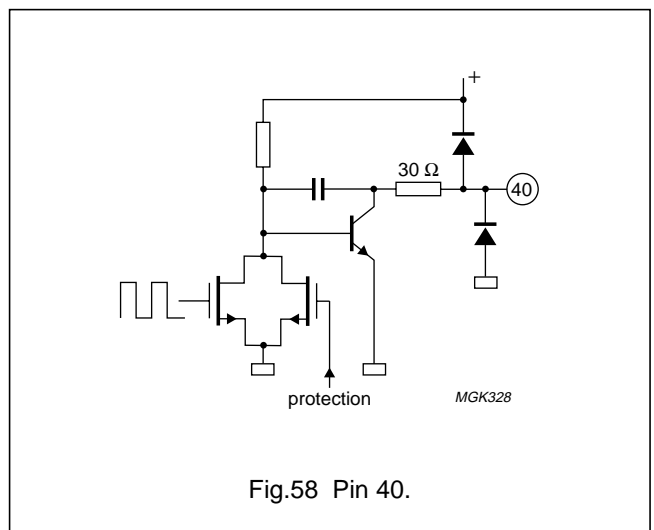 +
30 Ω
40
protection
MGK328
Fig.58 Pin 40.